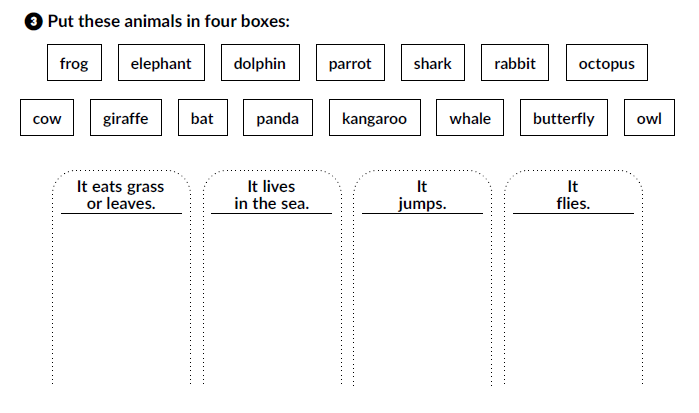 3 Put these animals in four boxes:
frog elephant dolphin parrot shark rabbit octopus
cow giraffe bat panda kangaroo whale butterfly owl
It eats grass
or leaves.
It lives
in the sea.
It
jumps.
It
flies.